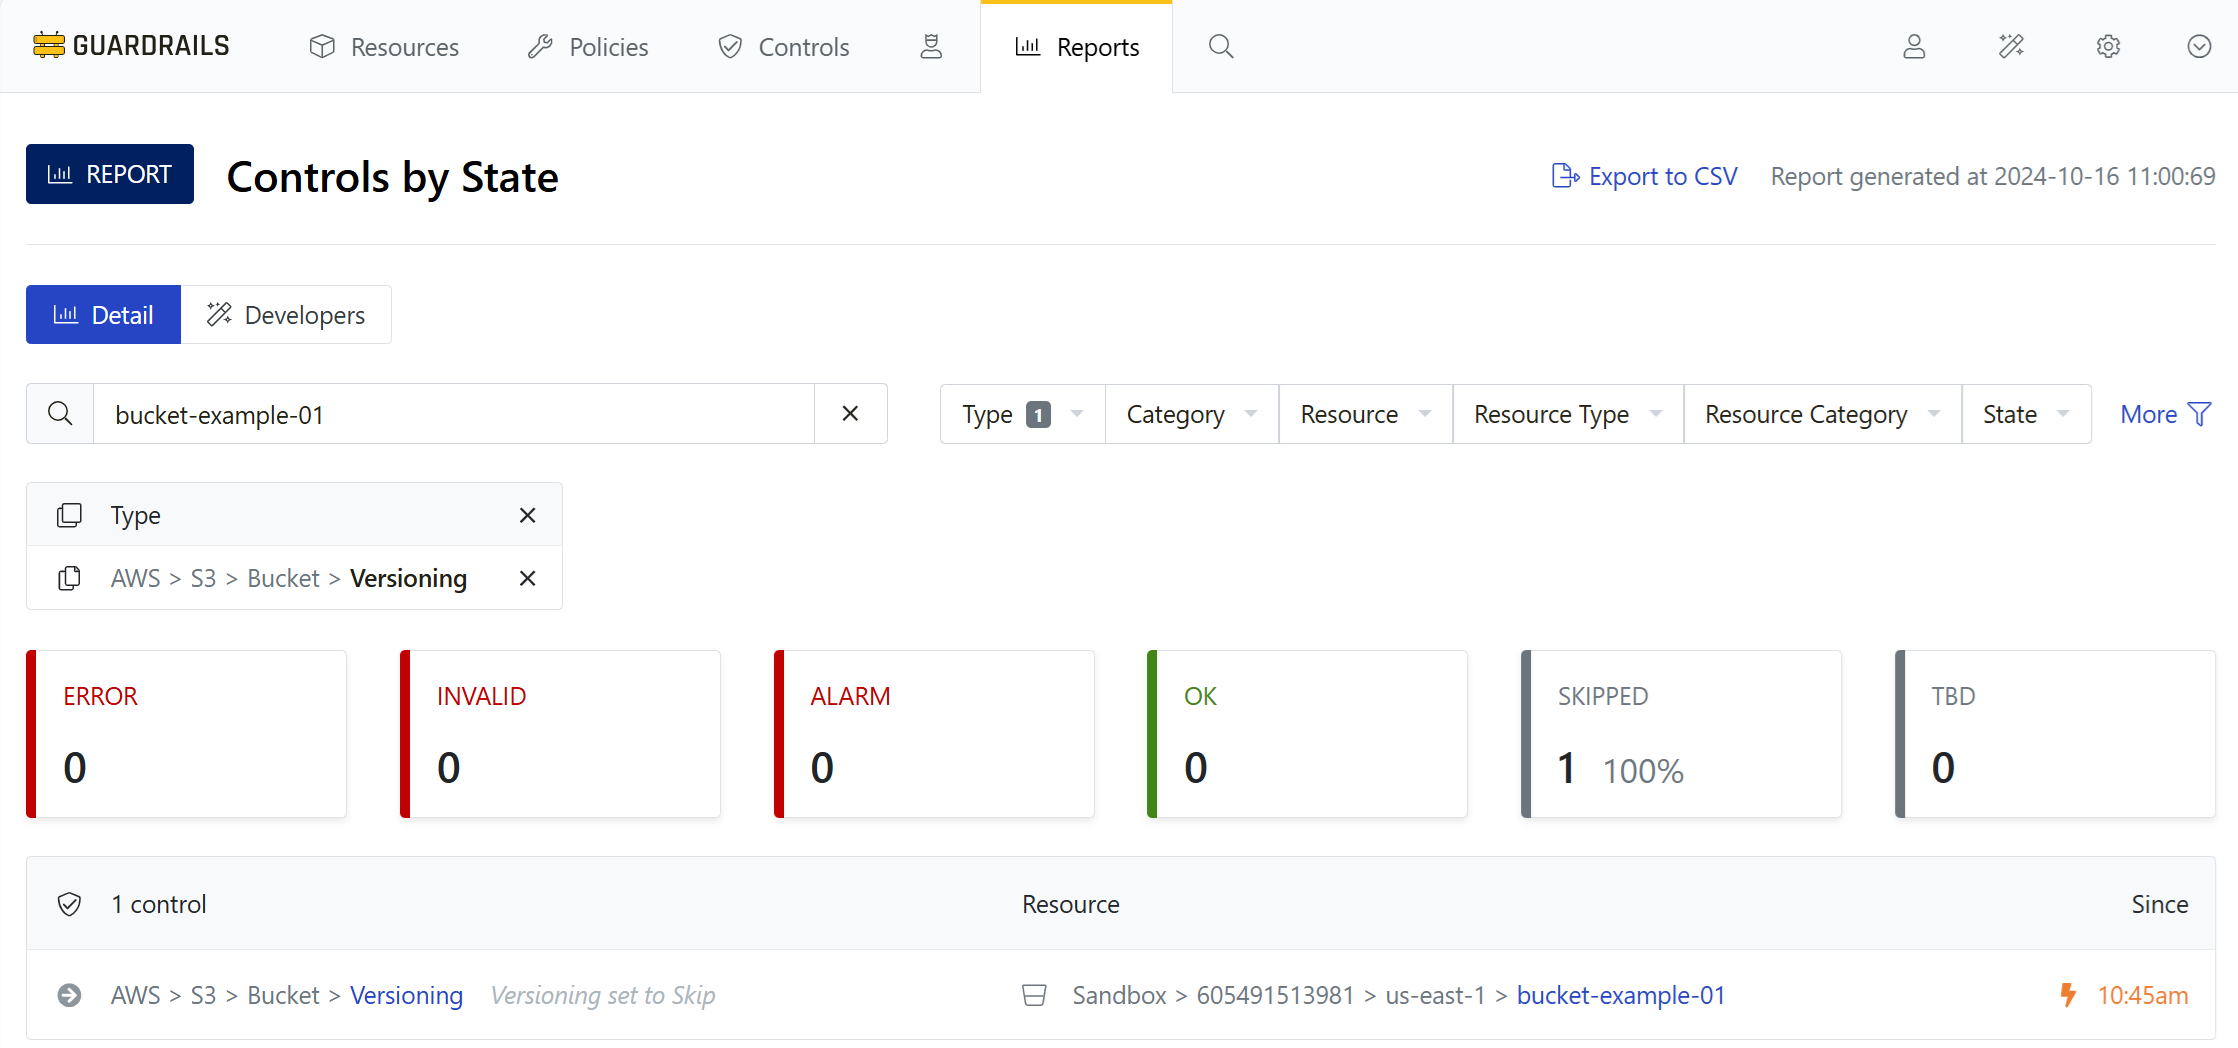 GUARDRAILS Resources Policies Controls Reports
REPORT Controls by State Export to CSV Report generated at 2024-10-16 11:00:69
Detail Developers
bucket-example-01 Type 1 Category Resource Resource Type Resource Category State More
Type
AWS > S3 > Bucket > Versioning
ERROR INVALID ALARM OK SKIPPED TBD
0 0 0 0 1 100% 0
1 control Resource Since
AWS > S3 > Bucket > Versioning Versioning set to Skip Sandbox > 605491513981 > us-east-1 > bucket-example-01 10:45am